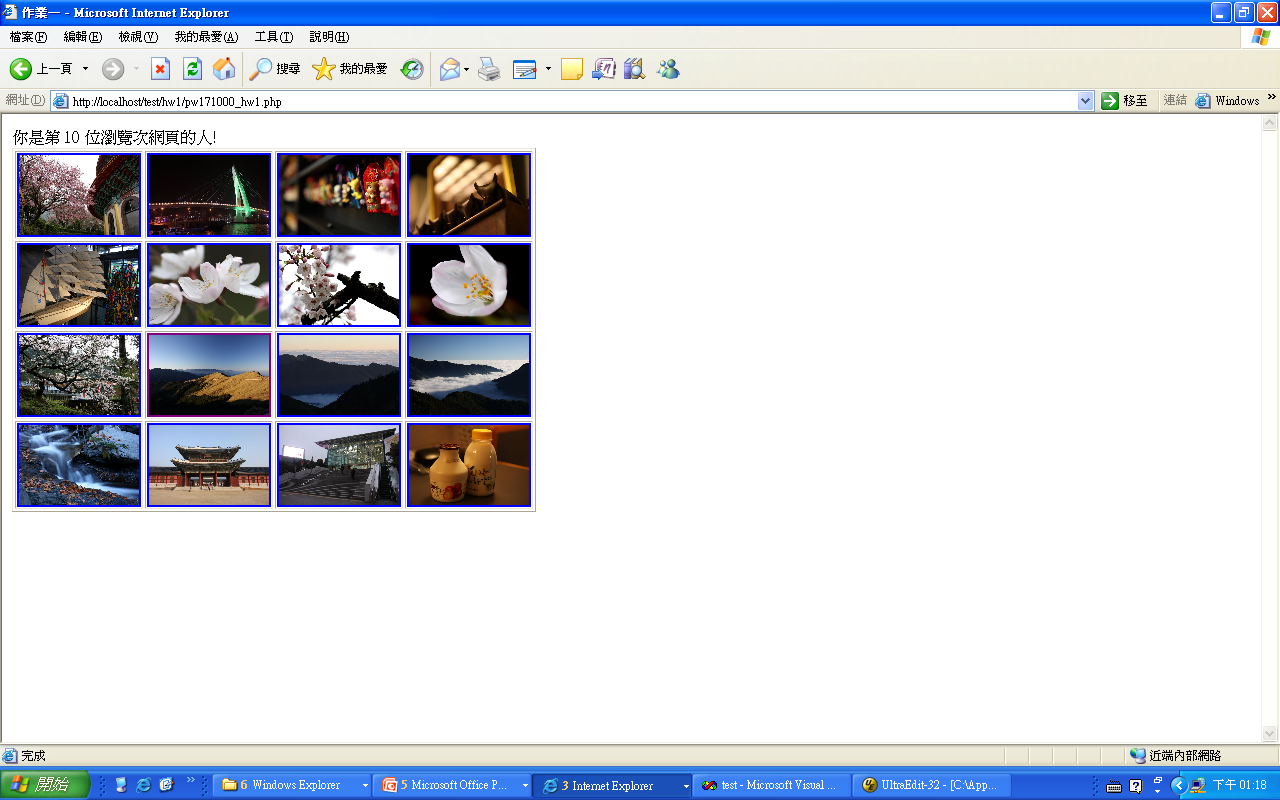 作業一 - Microsoft Internet Explorer
檔案(F) 編輯(E) 檢視(V) 我的最愛(A) 工具(T) 說明(H)
上一頁 搜尋 我的最愛
網址(D) http://localhost/test/hw1/pw171000_hw1.php 移至 連結 Windows »
你是第 10 位瀏覽次網頁的人!
完成 近端內部網路
開始 » 6 Windows Explorer 5 Microsoft Office P... 3 Internet Explorer test - Microsoft Visual ... UltraEdit-32 - [C:\App... 下午 01:18